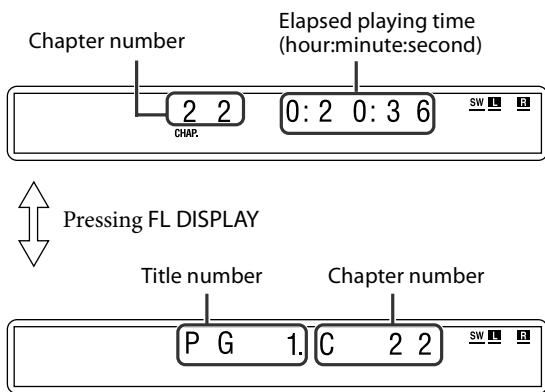 Elapsed playing time
Chapter number (hour:minute:second)
2 2 0:2 0:3 6 SW L R
CHAP.
Pressing FL DISPLAY
Title number Chapter number
P G 1. C 2 2 SW L R